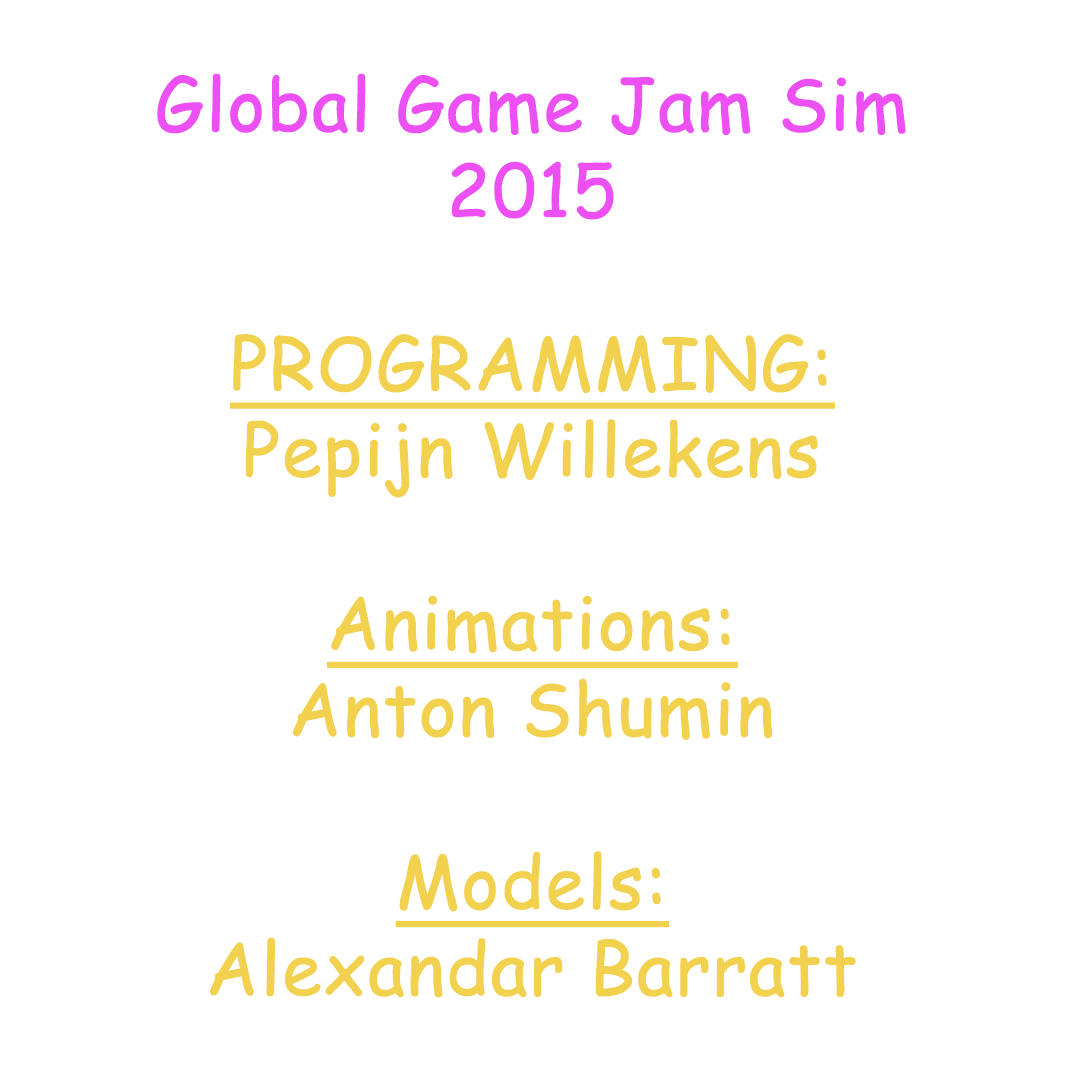 Global Game Jam Sim
2015
PROGRAMMING:
Pepijn Willekens
Animations:
Anton Shumin
Models:
Alexandar Barratt